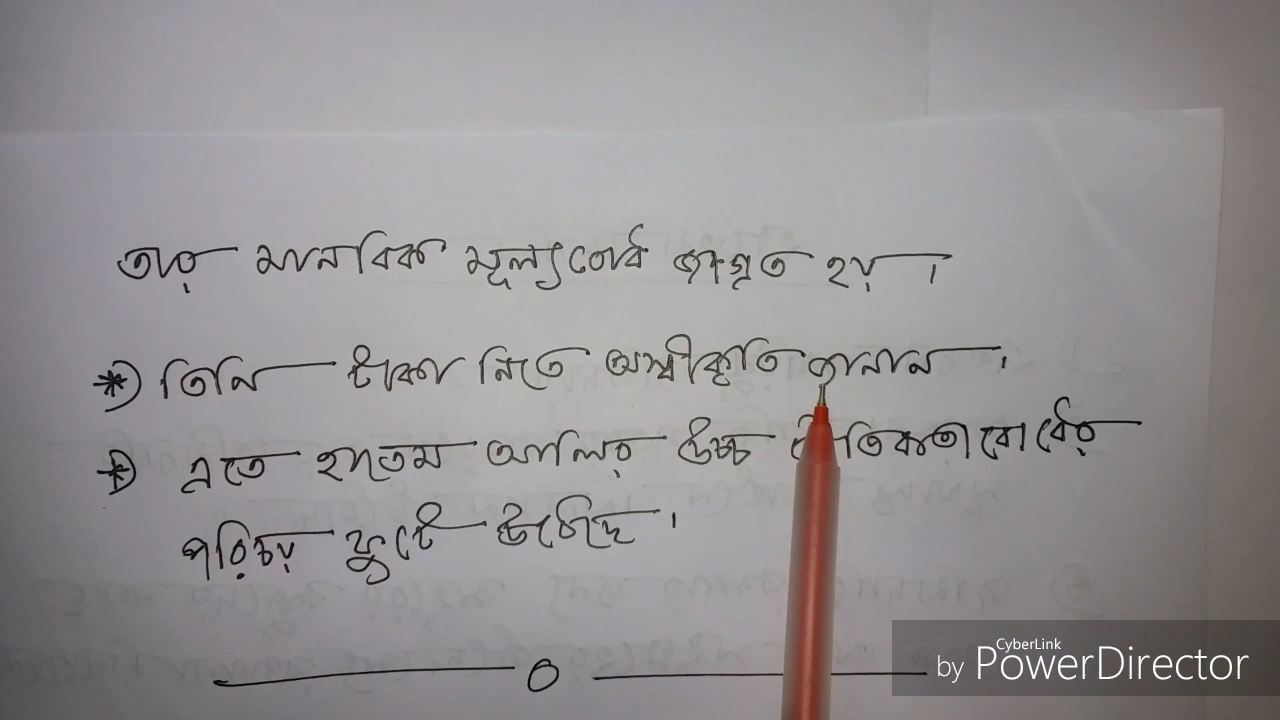 তার মানবিক মূল্যবোধ জাগ্রত হয়।
*) তিনি টাকা নিতে অস্বীকৃতি জানান।
*) এতে হাতেম আলির উচ্চ নৈতিকতাবোধের
পরিচয় ফুটে উঠেছে।
CyberLink
by PowerDirector